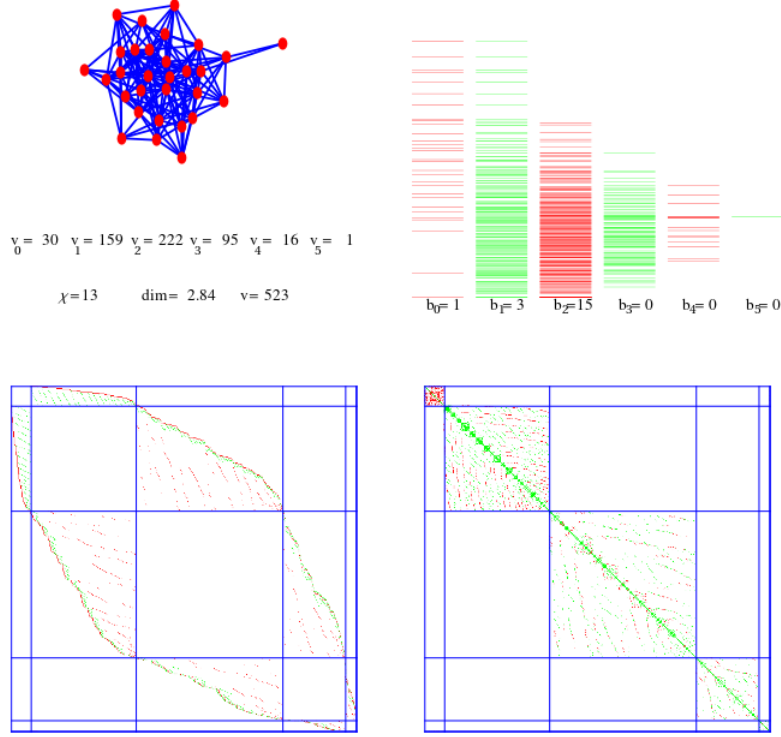 v₀ = 30 v₁ = 159 v₂ = 222 v₃ = 95 v₄ = 16 v₅ = 1
χ=13 dim= 2.84 v=523
b₀= 1 b₁= 3 b₂=15 b₃= 0 b₄= 0 b₅= 0